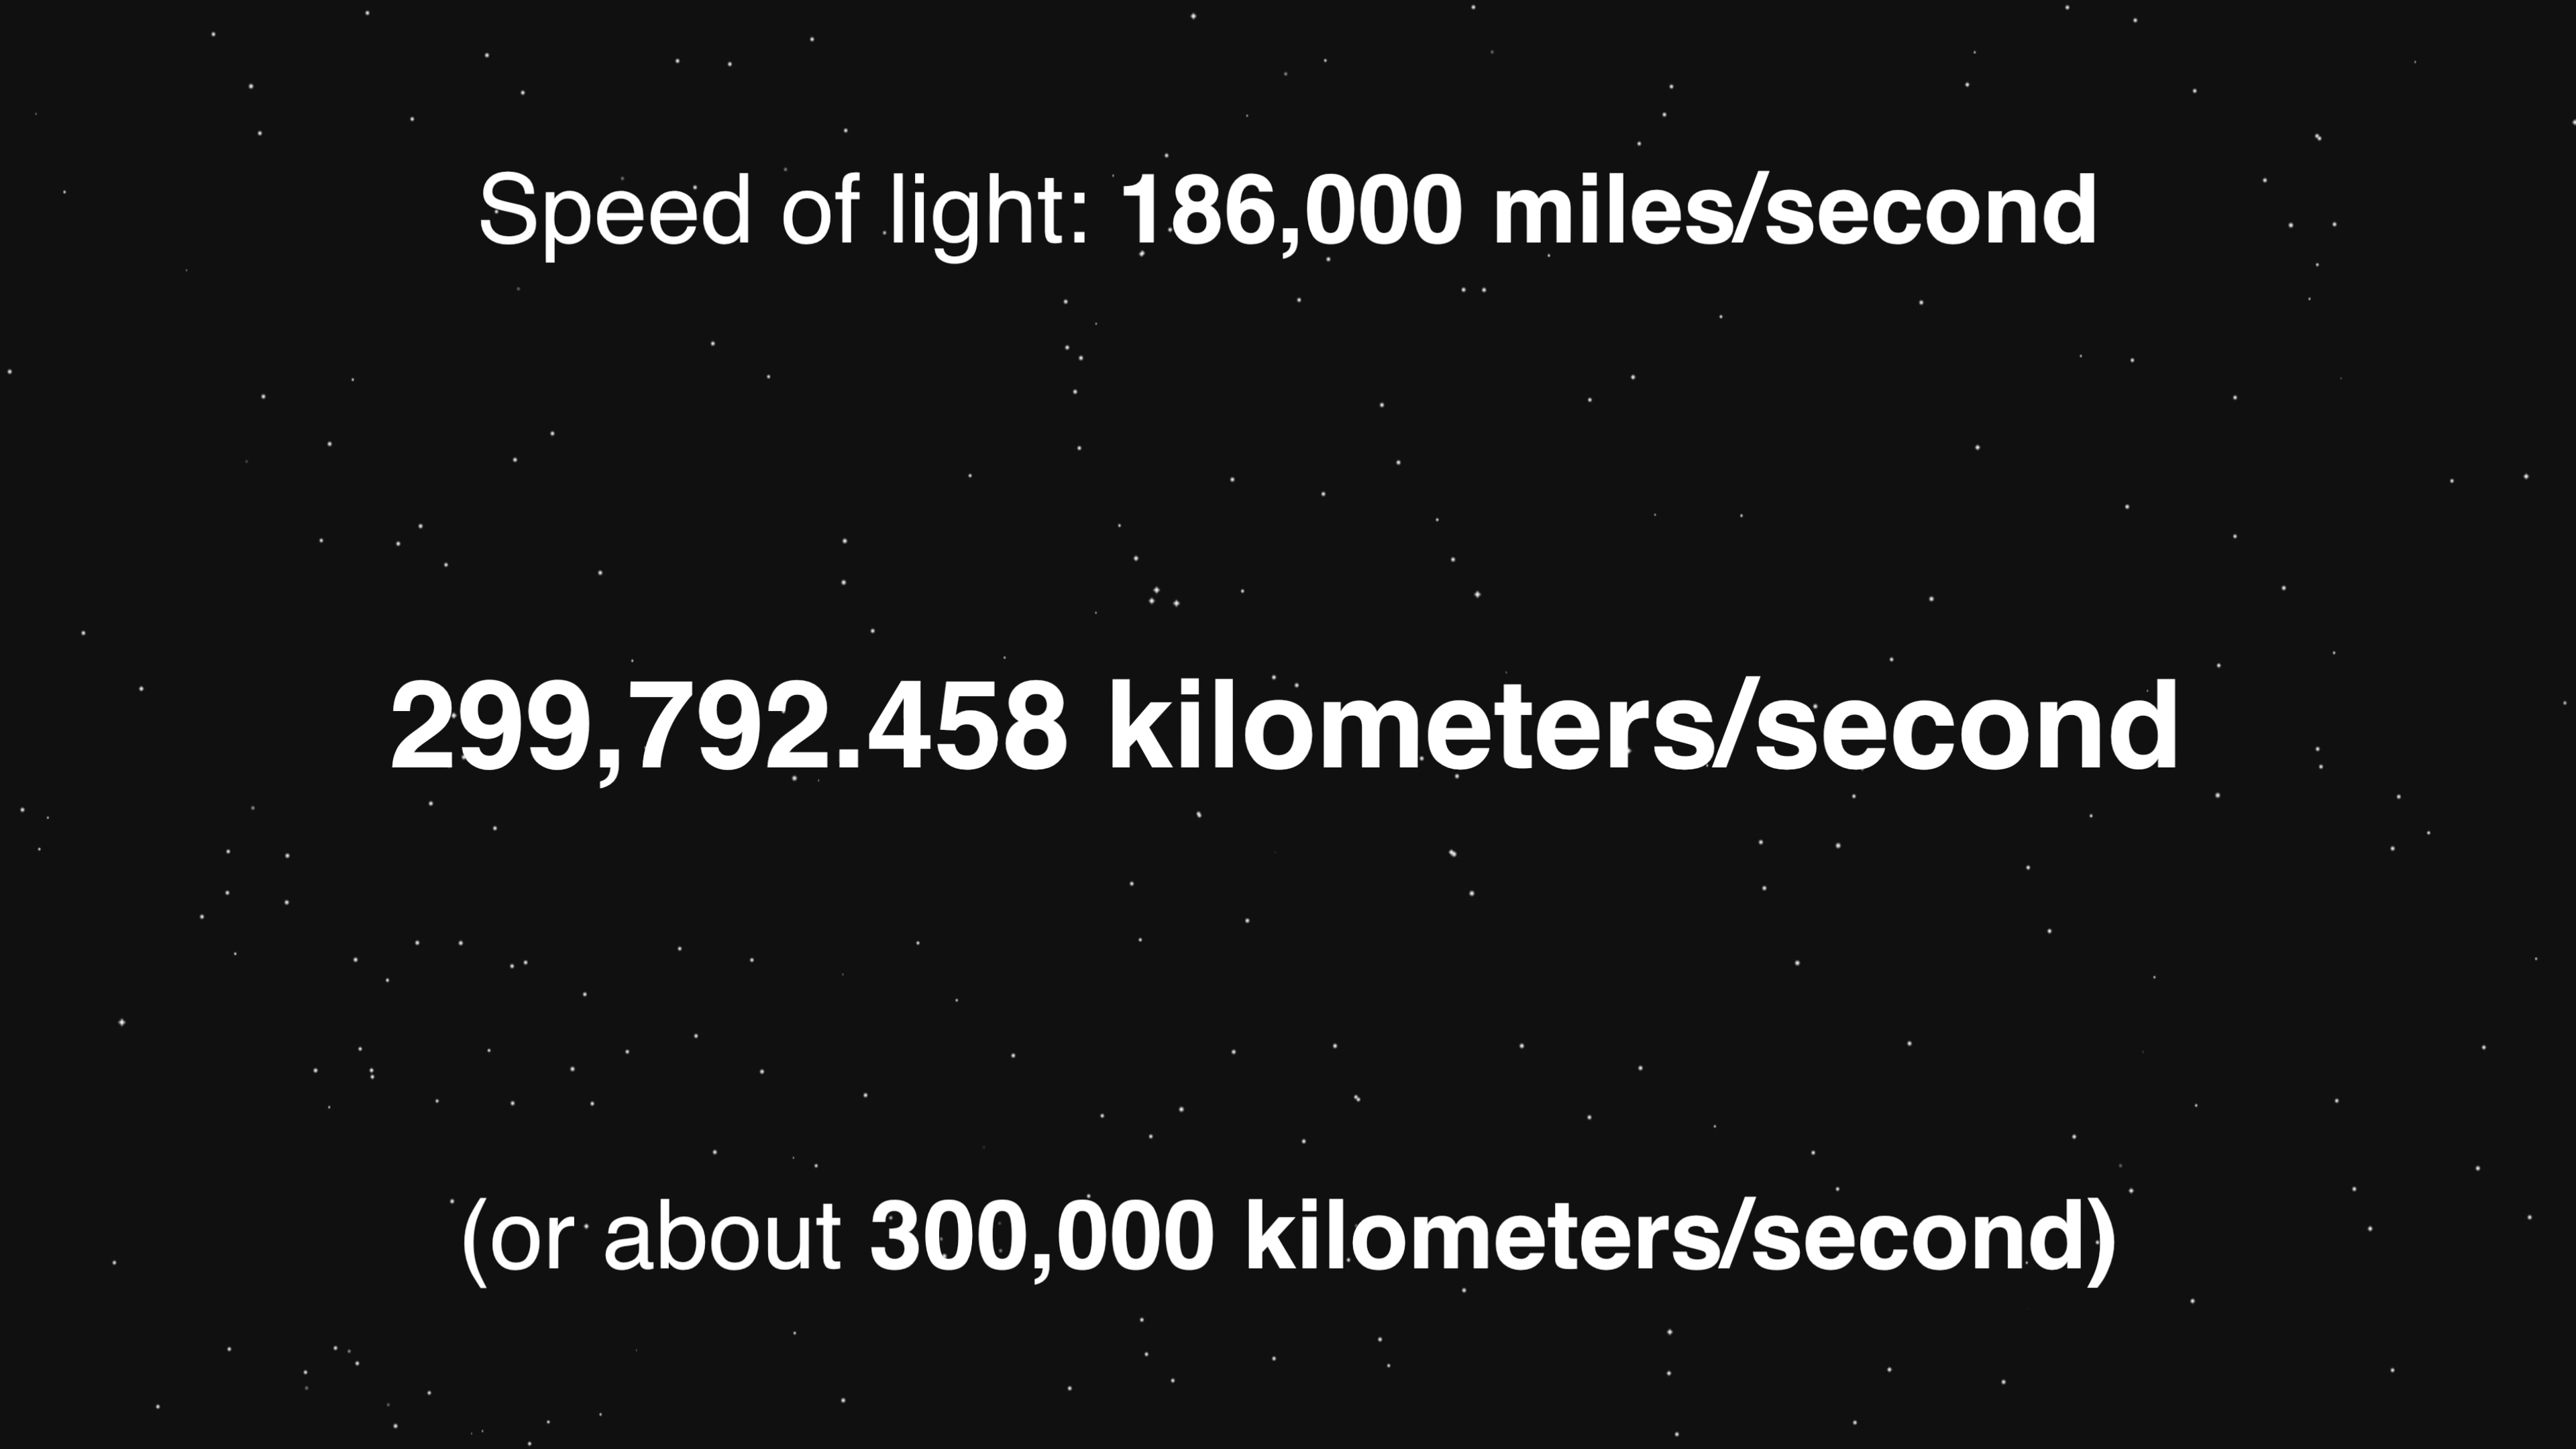 Speed of light: 186,000 miles/second
299,792.458 kilometers/second
(or about 300,000 kilometers/second)